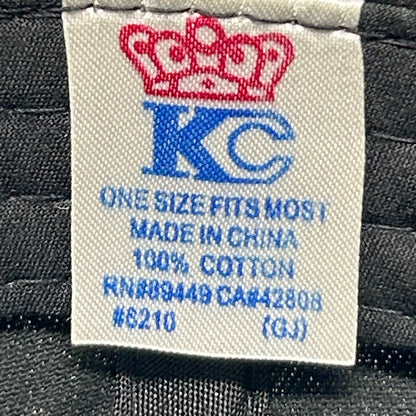 KC
ONE SIZE FITS MOST
MADE IN CHINA
100% COTTON
RN#89449 CA#42808
#6210 (GJ)